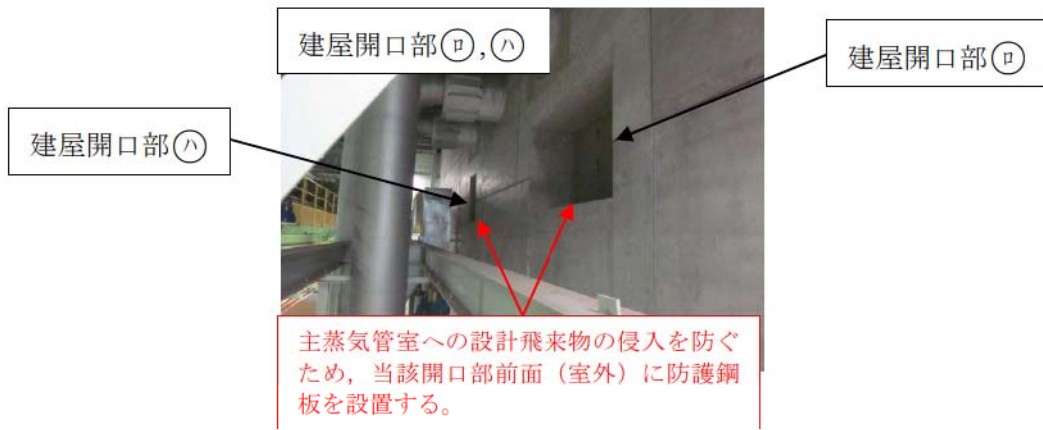 建屋開口部㋺,㋩
建屋開口部㋺
建屋開口部㋩
主蒸気管室への設計飛来物の侵入を防ぐ
ため，当該開口部前面（室外）に防護鋼
板を設置する。